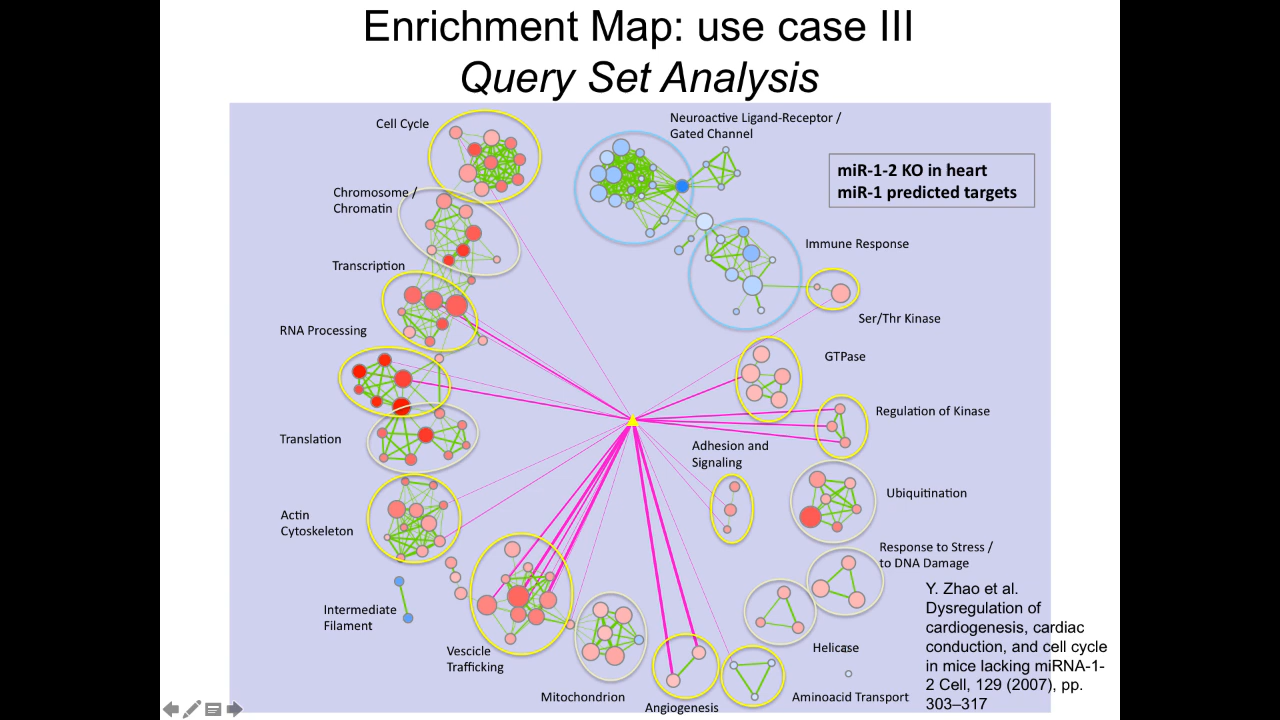 Enrichment Map: use case III
Query Set Analysis
Cell Cycle
Neuroactive Ligand-Receptor /
Gated Channel
miR-1-2 KO in heart
miR-1 predicted targets
Chromosome /
Chromatin
Immune Response
Transcription
Ser/Thr Kinase
RNA Processing
GTPase
Regulation of Kinase
Translation
Adhesion and
Signaling
Ubiquitination
Actin
Cytoskeleton
Response to Stress /
to DNA Damage
Intermediate
Filament
Vescicle
Trafficking
Helicase
Mitochondrion
Angiogenesis
Aminoacid Transport
Y. Zhao et al.
Dysregulation of
cardiogenesis, cardiac
conduction, and cell cycle
in mice lacking miRNA-1-
2 Cell, 129 (2007), pp.
303–317